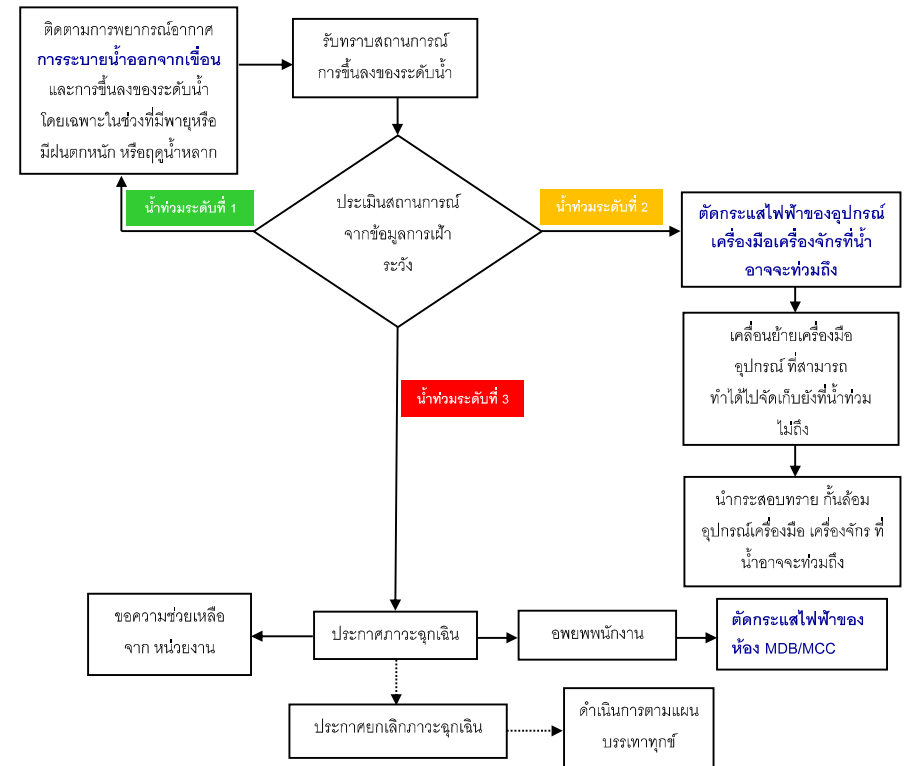 ติดตามการพยากรณ์อากาศ
การระบายน้ำออกจากเขื่อน
และการขึ้นลงของระดับน้ำ
โดยเฉพาะในช่วงที่มีพายุหรือ
มีฝนตกหนัก หรือฤดูน้ำหลาก
รับทราบสถานการณ์
การขึ้นลงของระดับน้ำ
น้ำท่วมระดับที่ 1
ประเมินสถานการณ์
จากข้อมูลการเฝ้า
ระวัง
น้ำท่วมระดับที่ 2
ตัดกระแสไฟฟ้าของอุปกรณ์
เครื่องมือเครื่องจักรที่น้ำ
อาจจะท่วมถึง
เคลื่อนย้ายเครื่องมือ
อุปกรณ์ ที่สามารถ
ทำได้ไปจัดเก็บยังที่น้ำท่วม
ไม่ถึง
น้ำท่วมระดับที่ 3
นำกระสอบทราย กั้นล้อม
อุปกรณ์เครื่องมือ เครื่องจักร ที่
น้ำอาจจะท่วมถึง
ขอความช่วยเหลือ
จาก หน่วยงาน
ประกาศภาวะฉุกเฉิน
อพยพพนักงาน
ตัดกระแสไฟฟ้าของ
ห้อง MDB/MCC
ประกาศยกเลิกภาวะฉุกเฉิน
ดำเนินการตามแผน
บรรเทาทุกข์